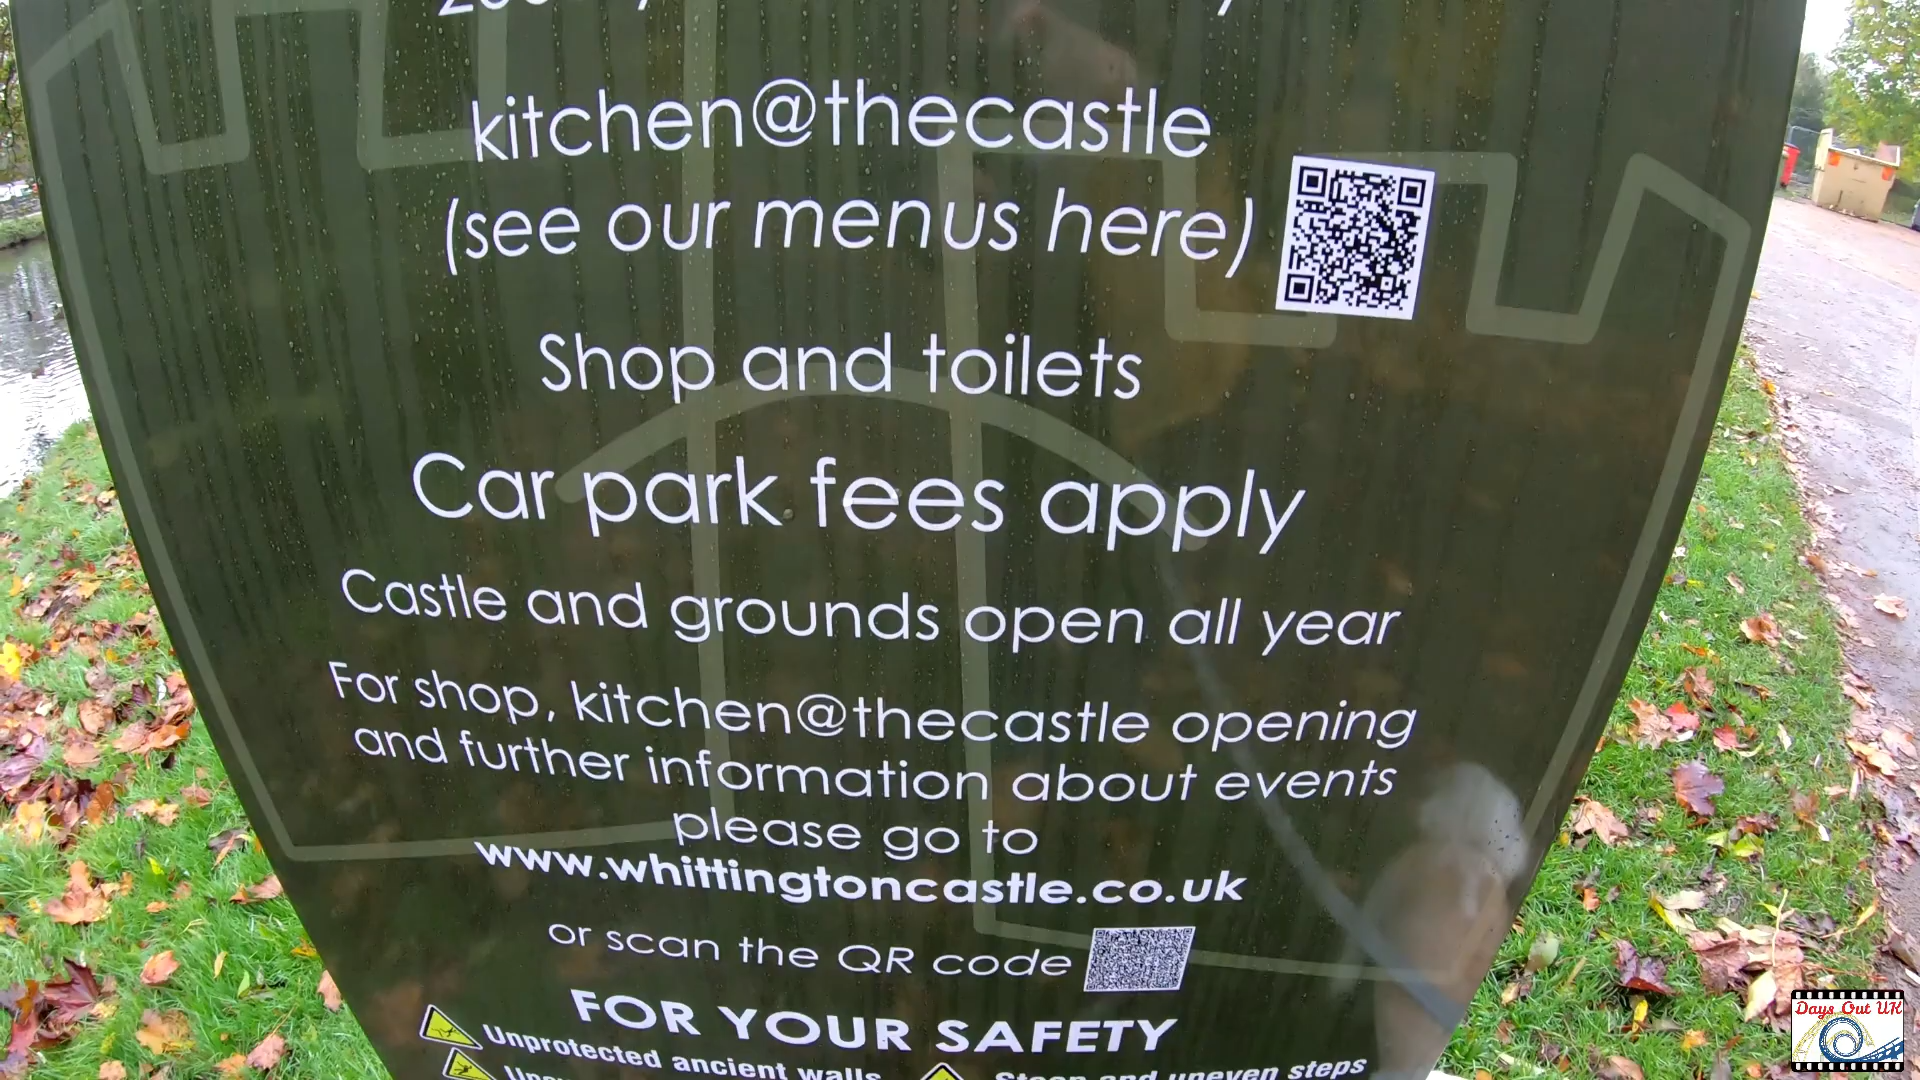 kitchen@thecastle
(see our menus here)
Shop and toilets
Car park fees apply
Castle and grounds open all year
For shop, kitchen@thecastle opening
and further information about events
please go to
www.whittingtoncastle.co.uk
or scan the QR code
FOR YOUR SAFETY
Unprotected ancient walls
Steep and uneven steps
Days Out UK